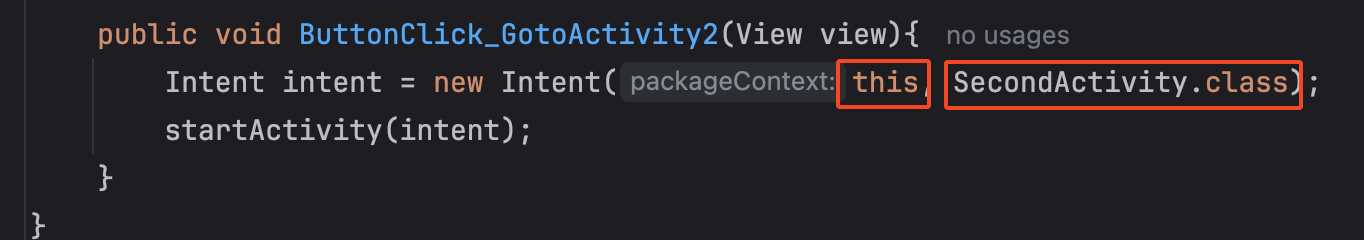 public void ButtonClick_GotoActivity2(View view){ no usages
Intent intent = new Intent( packageContext: this, SecondActivity.class);
startActivity(intent);
}
}